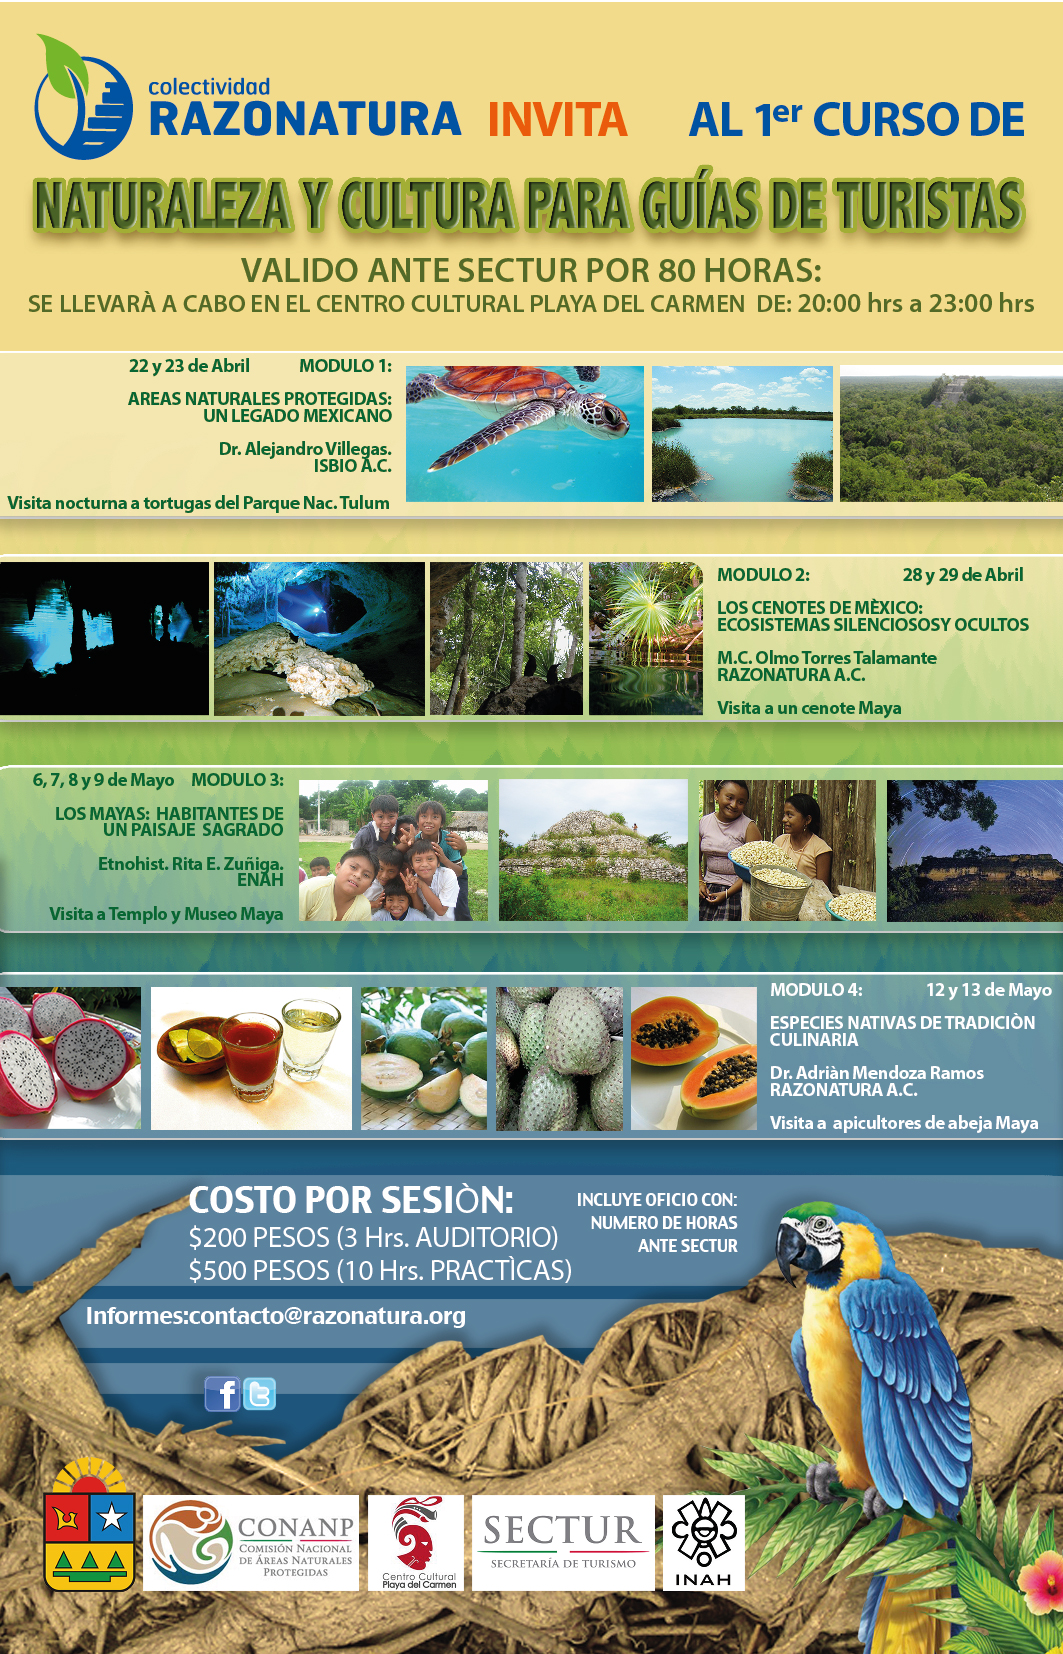 colectividad
RAZONATURA INVITA AL 1er CURSO DE
NATURALEZA Y CULTURA PARA GUÍAS DE TURISTAS
VALIDO ANTE SECTUR POR 80 HORAS:
SE LLEVARÀ A CABO EN EL CENTRO CULTURAL PLAYA DEL CARMEN DE: 20:00 hrs a 23:00 hrs
22 y 23 de Abril MODULO 1:
AREAS NATURALES PROTEGIDAS:
UN LEGADO MEXICANO
Dr. Alejandro Villegas.
ISBIO A.C.
Visita nocturna a tortugas del Parque Nac. Tulum
MODULO 2: 28 y 29 de Abril
LOS CENOTES DE MÈXICO:
ECOSISTEMAS SILENCIOSOSY OCULTOS
M.C. Olmo Torres Talamante
RAZONATURA A.C.
Visita a un cenote Maya
6, 7, 8 y 9 de Mayo MODULO 3:
LOS MAYAS: HABITANTES DE
UN PAISAJE SAGRADO
Etnohist. Rita E. Zuñiga.
ENAH
Visita a Templo y Museo Maya
MODULO 4: 12 y 13 de Mayo
ESPECIES NATIVAS DE TRADICIÒN
CULINARIA
Dr. Adriàn Mendoza Ramos
RAZONATURA A.C.
Visita a apicultores de abeja Maya
COSTO POR SESIÒN:
$200 PESOS (3 Hrs. AUDITORIO)
$500 PESOS (10 Hrs. PRACTÌCAS)
INCLUYE OFICIO CON:
NUMERO DE HORAS
ANTE SECTUR
Informes:contacto@razonatura.org
CONANP
COMISIÓN NACIONAL
DE ÁREAS NATURALES
PROTEGIDAS
Centro Cultural
Playa del Carmen
SECTUR
SECRETARÍA DE TURISMO
INAH